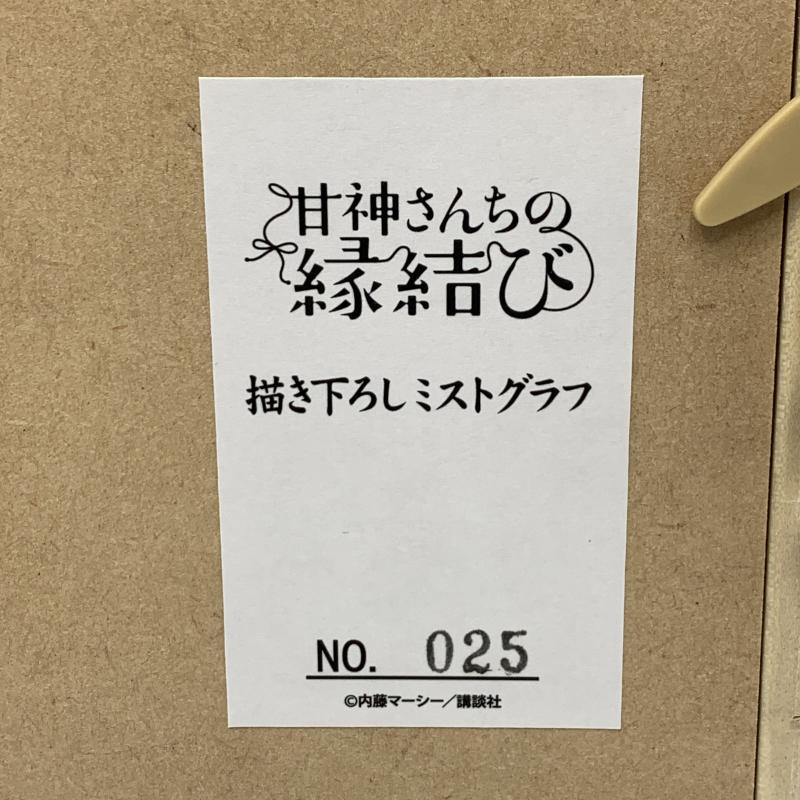 甘神さんちの
縁結び
描き下ろしミストグラフ
NO. 025
©内藤マーシー／講談社